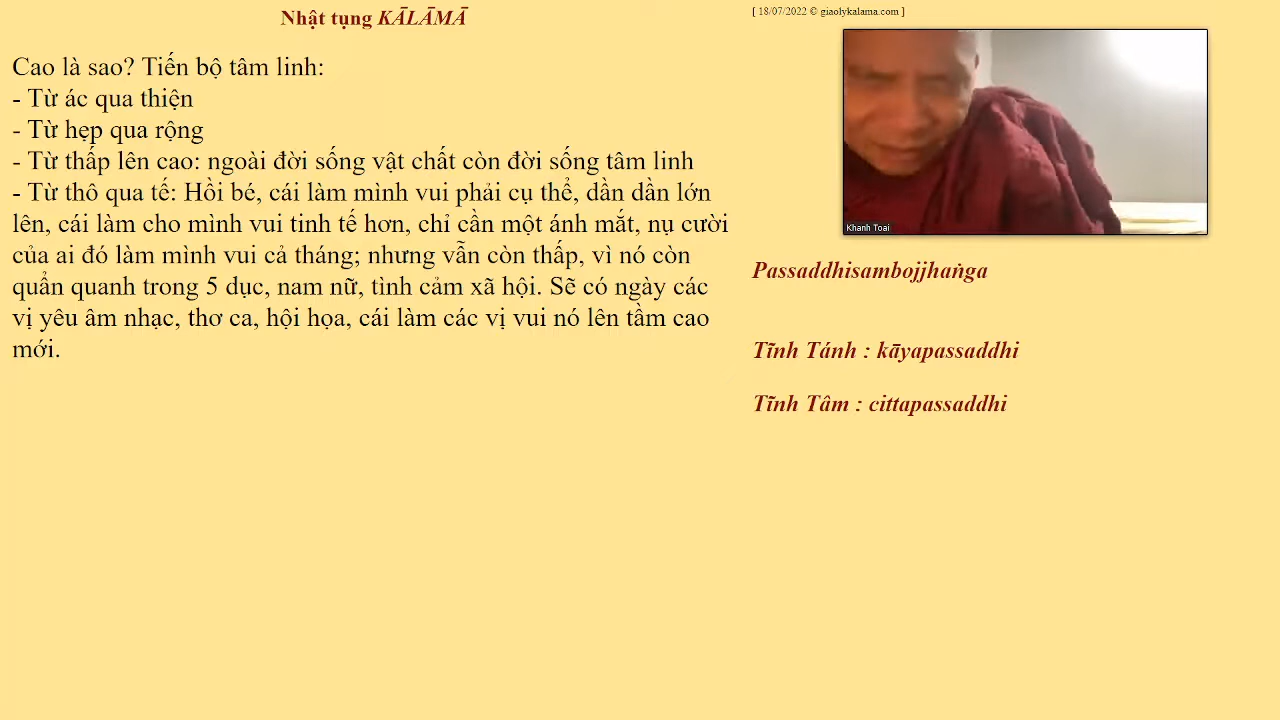 Nhật tụng KĀLĀMĀ
Cao là sao? Tiến bộ tâm linh:
- Từ ác qua thiện
- Từ hẹp qua rộng
- Từ thấp lên cao: ngoài đời sống vật chất còn đời sống tâm linh
- Từ thô qua tế: Hồi bé, cái làm mình vui phải cụ thể, dần dần lớn
lên, cái làm cho mình vui tinh tế hơn, chỉ cần một ánh mắt, nụ cười
của ai đó làm mình vui cả tháng; nhưng vẫn còn thấp, vì nó còn
quẩn quanh trong 5 dục, nam nữ, tình cảm xã hội. Sẽ có ngày các
vị yêu âm nhạc, thơ ca, hội họa, cái làm các vị vui nó lên tầm cao
mới.
[ 18/07/2022 © giaolykalama.com ]
Khanh Toai
Passaddhisambojjhaṅga
Tĩnh Tánh : kāyapassaddhi
Tĩnh Tâm : cittapassaddhi